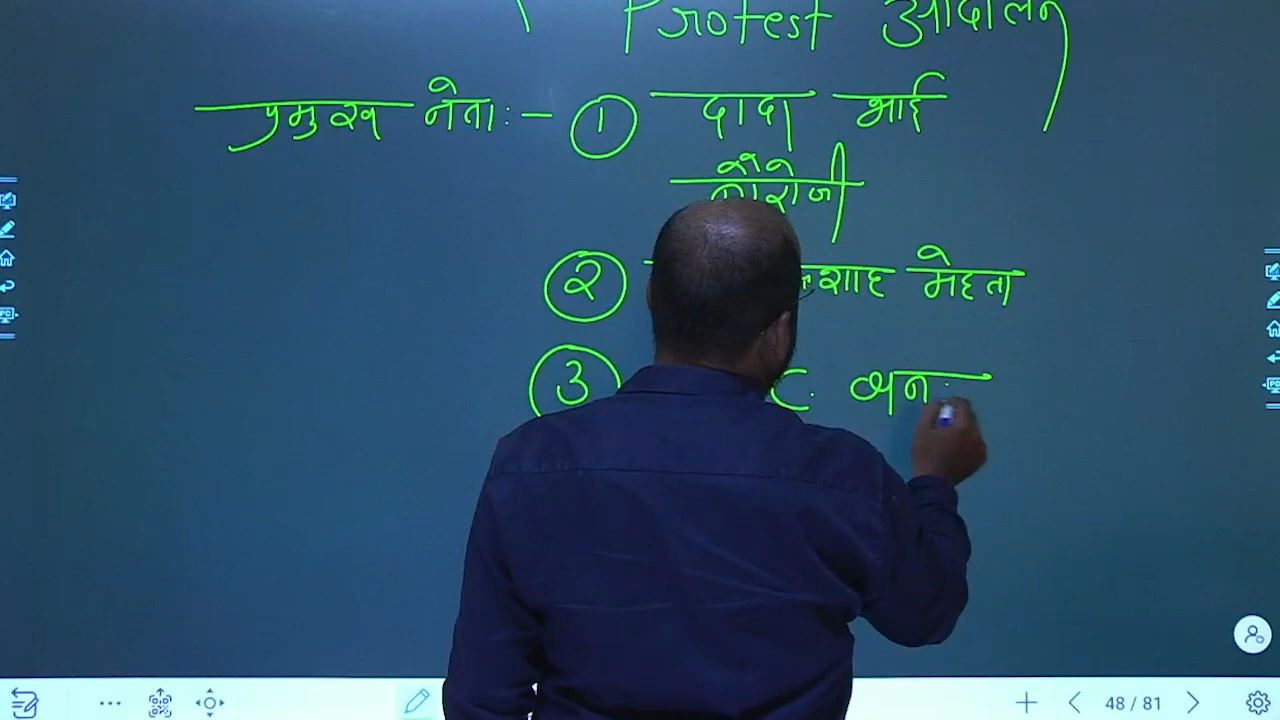 Protest आंदोलन
प्रमुख नेता :- ① दादा भाई
नौरोजी
② शाह मेहता
③ C. बन
48 / 81